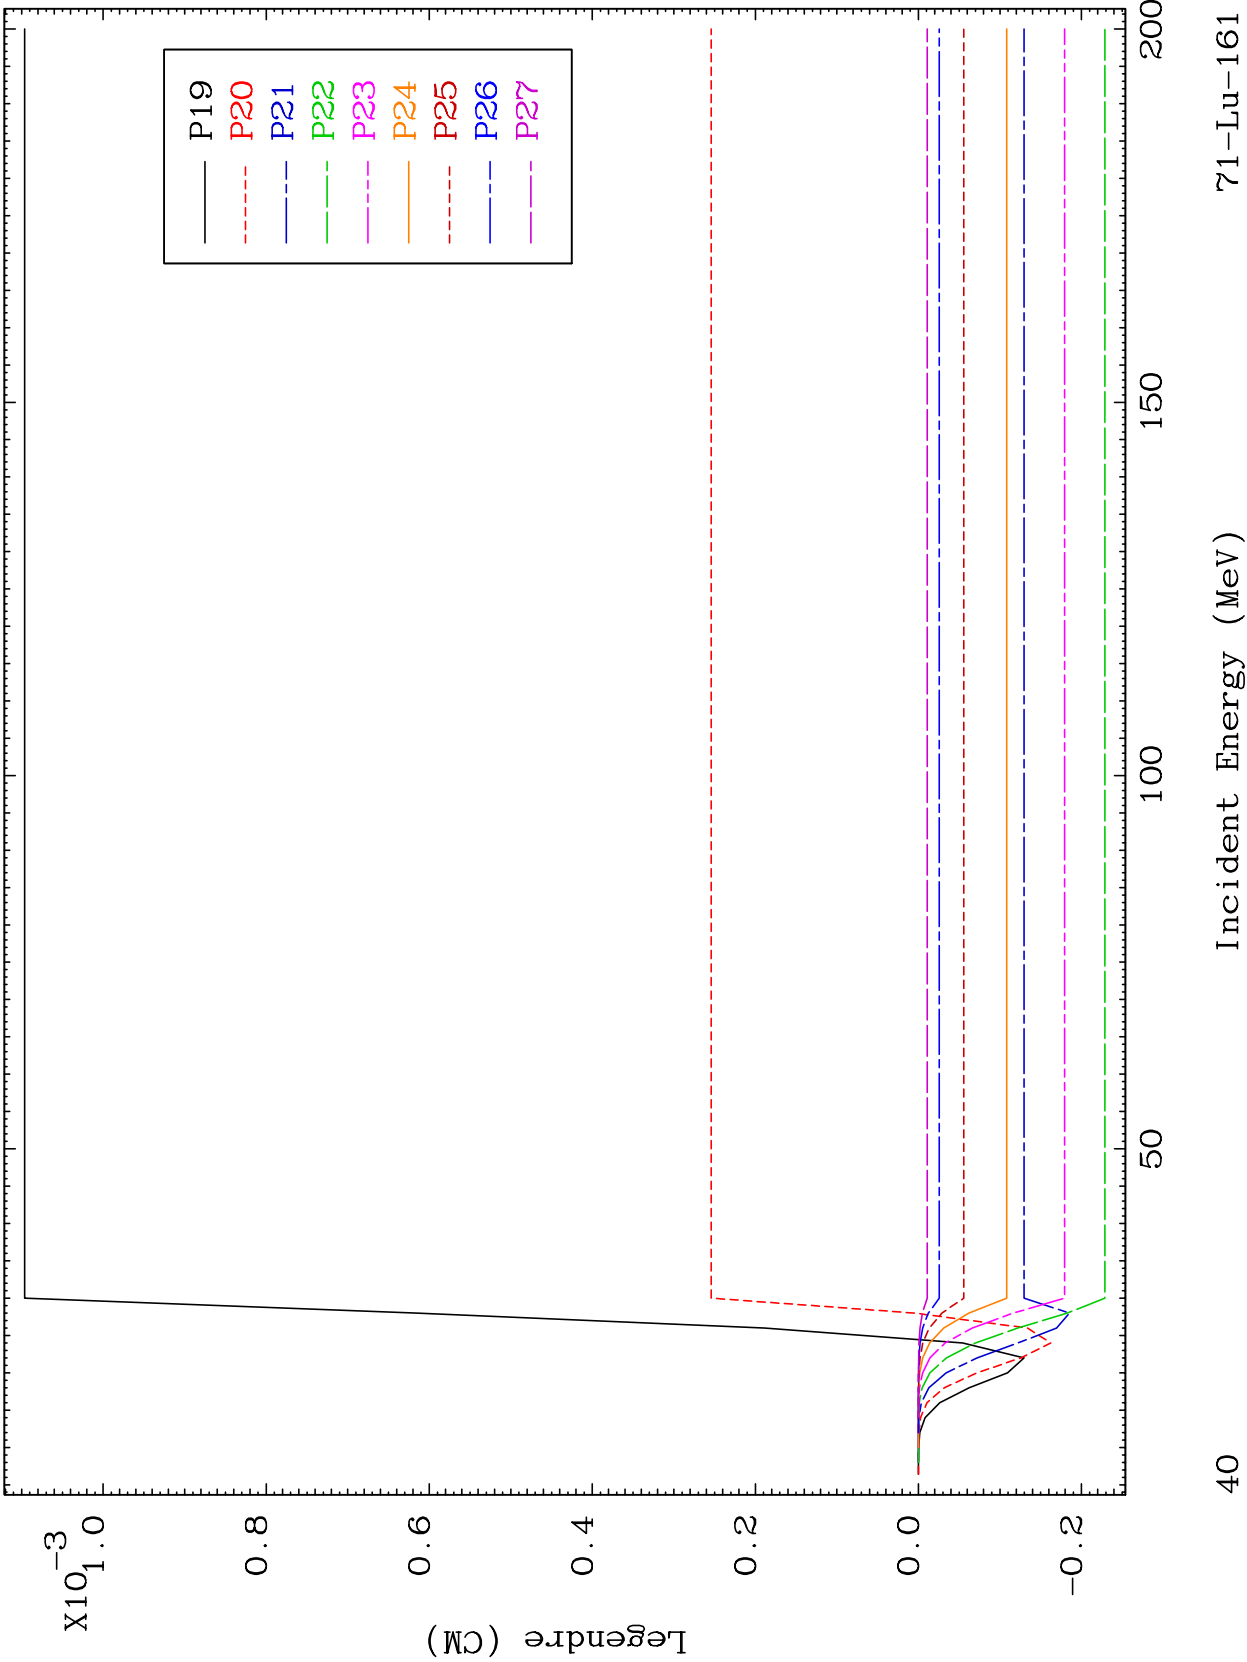 X10-3
1.0
0.8
0.6
0.4
0.2
0.0
-0.2
Legendre (CM)
P19
P20
P21
P22
P23
P24
P25
P26
P27
50
100
150
200
40
Incident Energy (MeV)
71-Lu-161